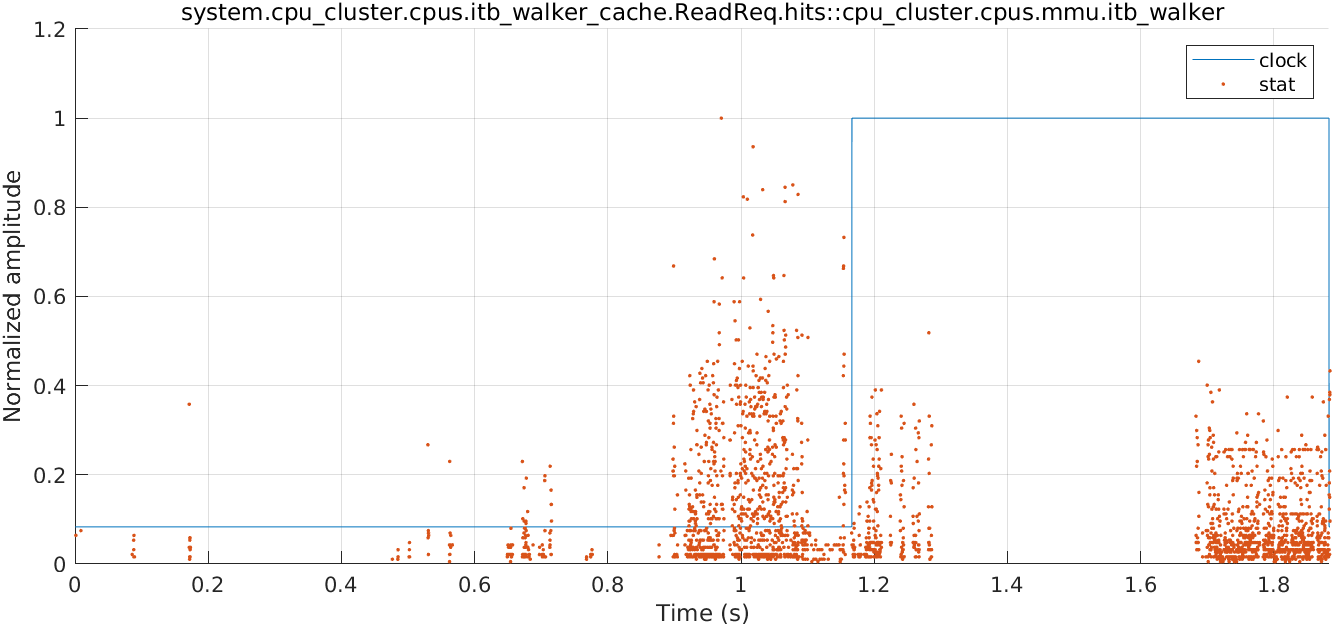 system.cpu_cluster.cpus.itb_walker_cache.ReadReq.hits::cpu_cluster.cpus.mmu.itb_walker
1.2
1
0.8
0.6
0.4
0.2
0
Normalized amplitude
clock
stat
0 0.2 0.4 0.6 0.8 1 1.2 1.4 1.6 1.8
Time (s)